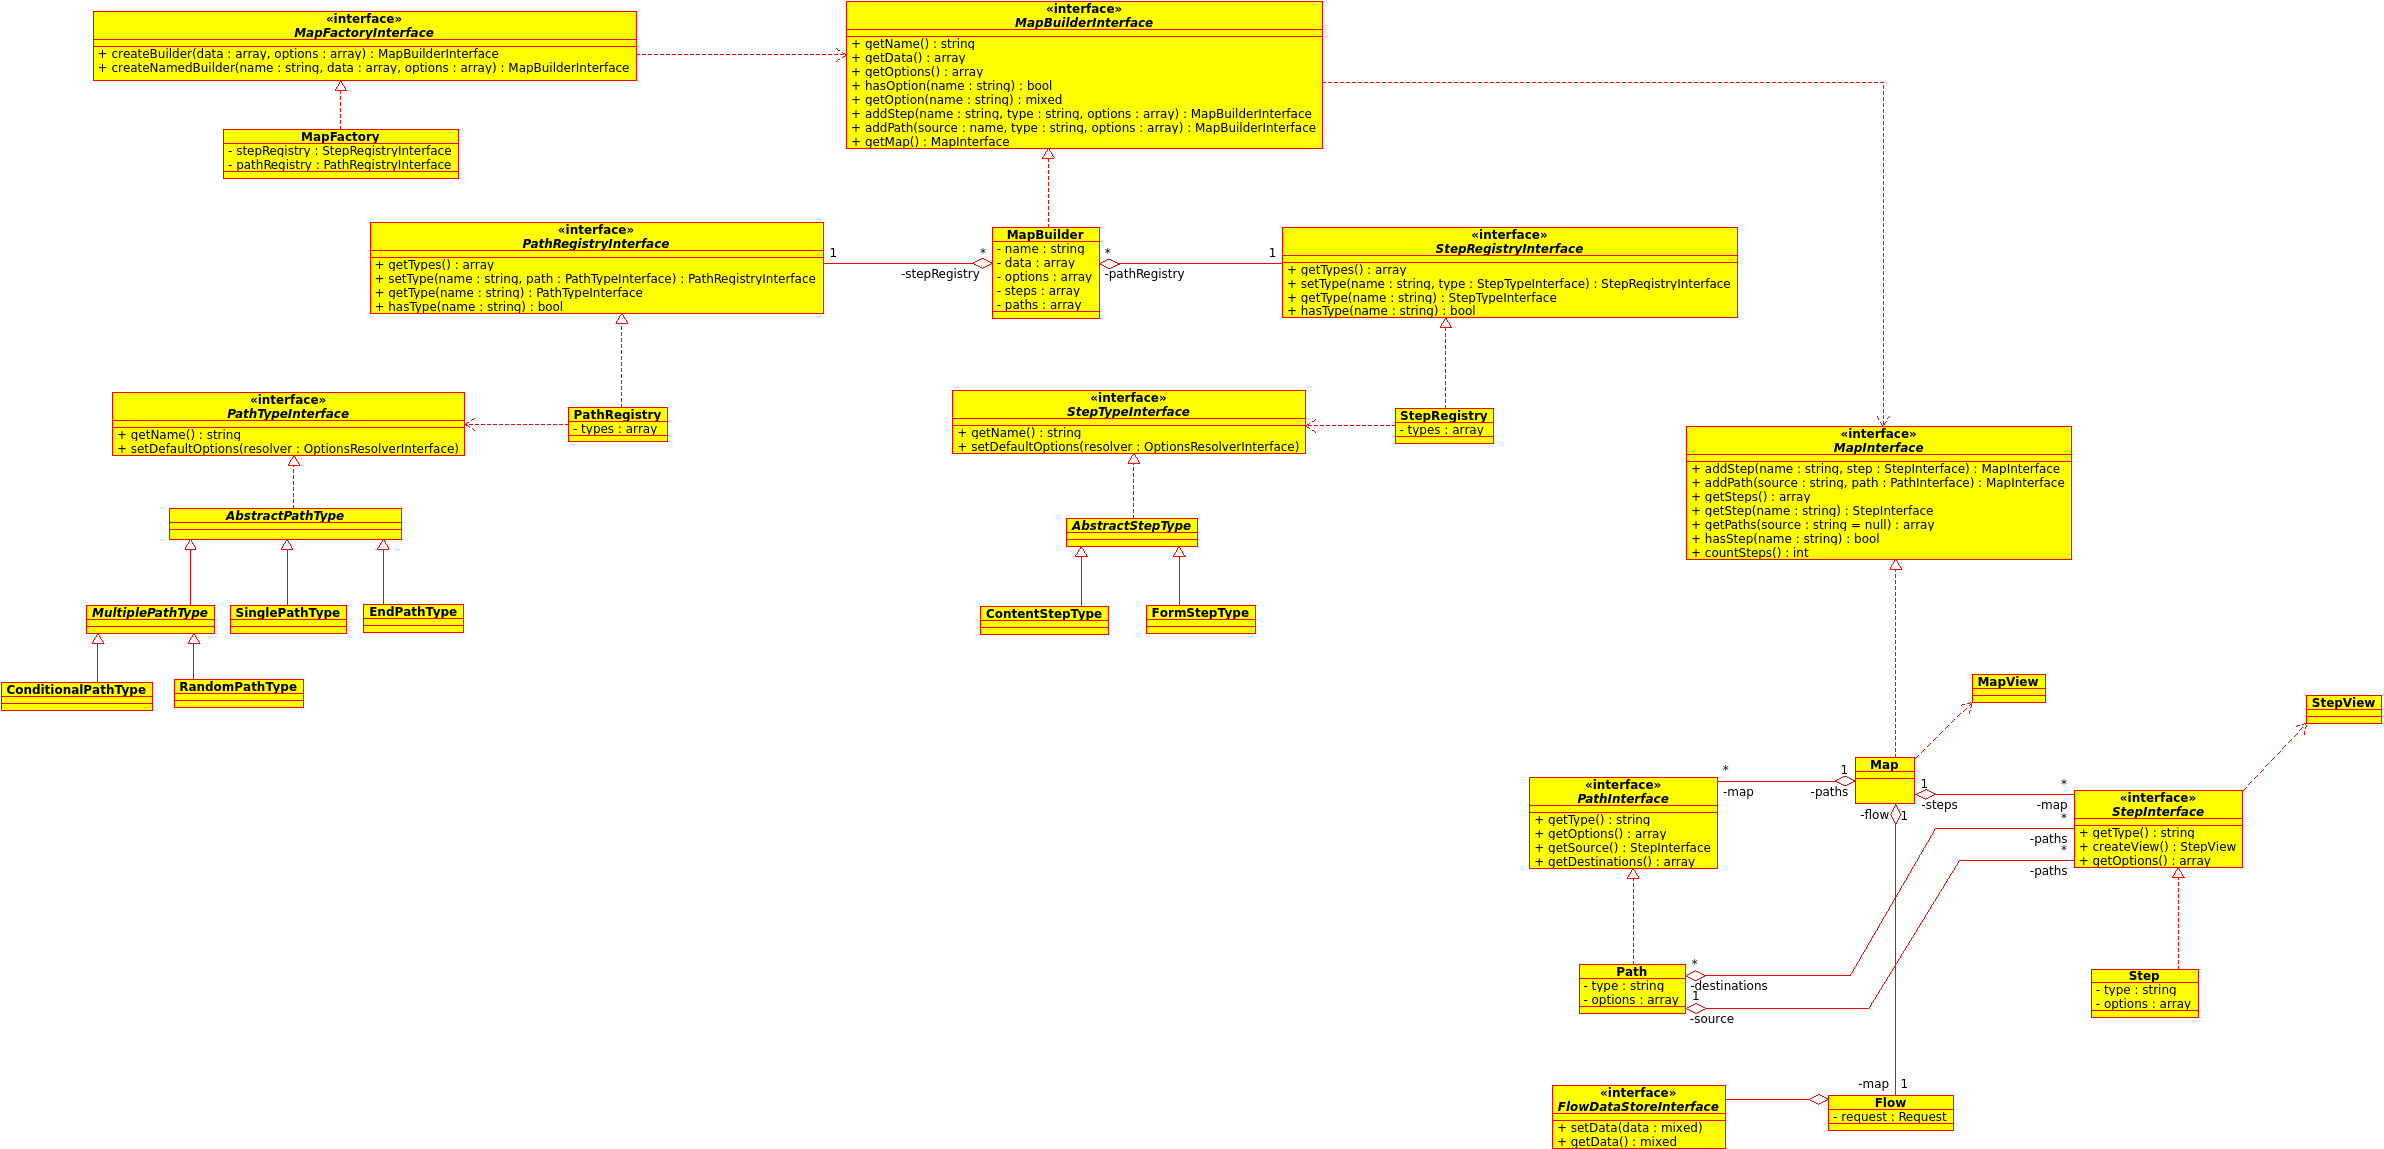 «interface»
MapFactoryInterface
+ createBuilder(data : array, options : array) : MapBuilderInterface
+ createNamedBuilder(name : string, data : array, options : array) : MapBuilderInterface
«interface»
MapBuilderInterface
+ getName() : string
+ getData() : array
+ getOptions() : array
+ hasOption(name : string) : bool
+ getOption(name : string) : mixed
+ addStep(name : string, type : string, options : array) : MapBuilderInterface
+ addPath(source : name, type : string, options : array) : MapBuilderInterface
+ getMap() : MapInterface
MapFactory
- stepRegistry : StepRegistryInterface
- pathRegistry : PathRegistryInterface
«interface»
PathRegistryInterface
+ getTypes() : array
+ setType(name : string, path : PathTypeInterface) : PathRegistryInterface
+ getType(name : string) : PathTypeInterface
+ hasType(name : string) : bool
1
*
-stepRegistry
MapBuilder
- name : string
- data : array
- options : array
- steps : array
- paths : array
*
-pathRegistry
1
«interface»
StepRegistryInterface
+ getTypes() : array
+ setType(name : string, type : StepTypeInterface) : StepRegistryInterface
+ getType(name : string) : StepTypeInterface
+ hasType(name : string) : bool
«interface»
PathTypeInterface
+ getName() : string
+ setDefaultOptions(resolver : OptionsResolverInterface)
PathRegistry
- types : array
«interface»
StepTypeInterface
+ getName() : string
+ setDefaultOptions(resolver : OptionsResolverInterface)
StepRegistry
- types : array
«interface»
MapInterface
+ addStep(name : string, step : StepInterface) : MapInterface
+ addPath(source : string, path : PathInterface) : MapInterface
+ getSteps() : array
+ getStep(name : string) : StepInterface
+ getPaths(source : string = null) : array
+ hasStep(name : string) : bool
+ countSteps() : int
AbstractPathType
AbstractStepType
MultiplePathType
SinglePathType
EndPathType
ContentStepType
FormStepType
ConditionalPathType
RandomPathType
MapView
StepView
«interface»
PathInterface
+ getType() : string
+ getOptions() : array
+ getSource() : StepInterface
+ getDestinations() : array
*
-map
1
-paths
Map
1
-steps
-flow
1
*
-map
*
-paths
*
-paths
«interface»
StepInterface
+ getType() : string
+ createView() : StepView
+ getOptions() : array
Path
- type : string
- options : array
*
-destinations
1
-source
Step
- type : string
- options : array
-map
1
«interface»
FlowDataStoreInterface
+ setData(data : mixed)
+ getData() : mixed
Flow
- request : Request